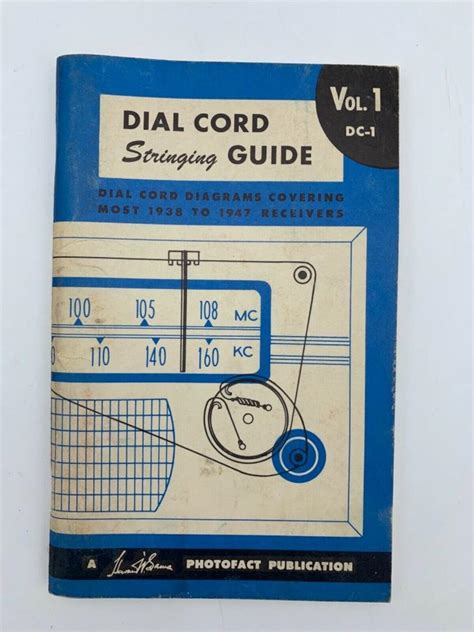 VOL. 1
DC-1
DIAL CORD
Stringing GUIDE
DIAL CORD DIAGRAMS COVERING
MOST 1938 TO 1947 RECEIVERS
100 105 108 MC
110 140 160 KC
A PHOTOFACT PUBLICATION